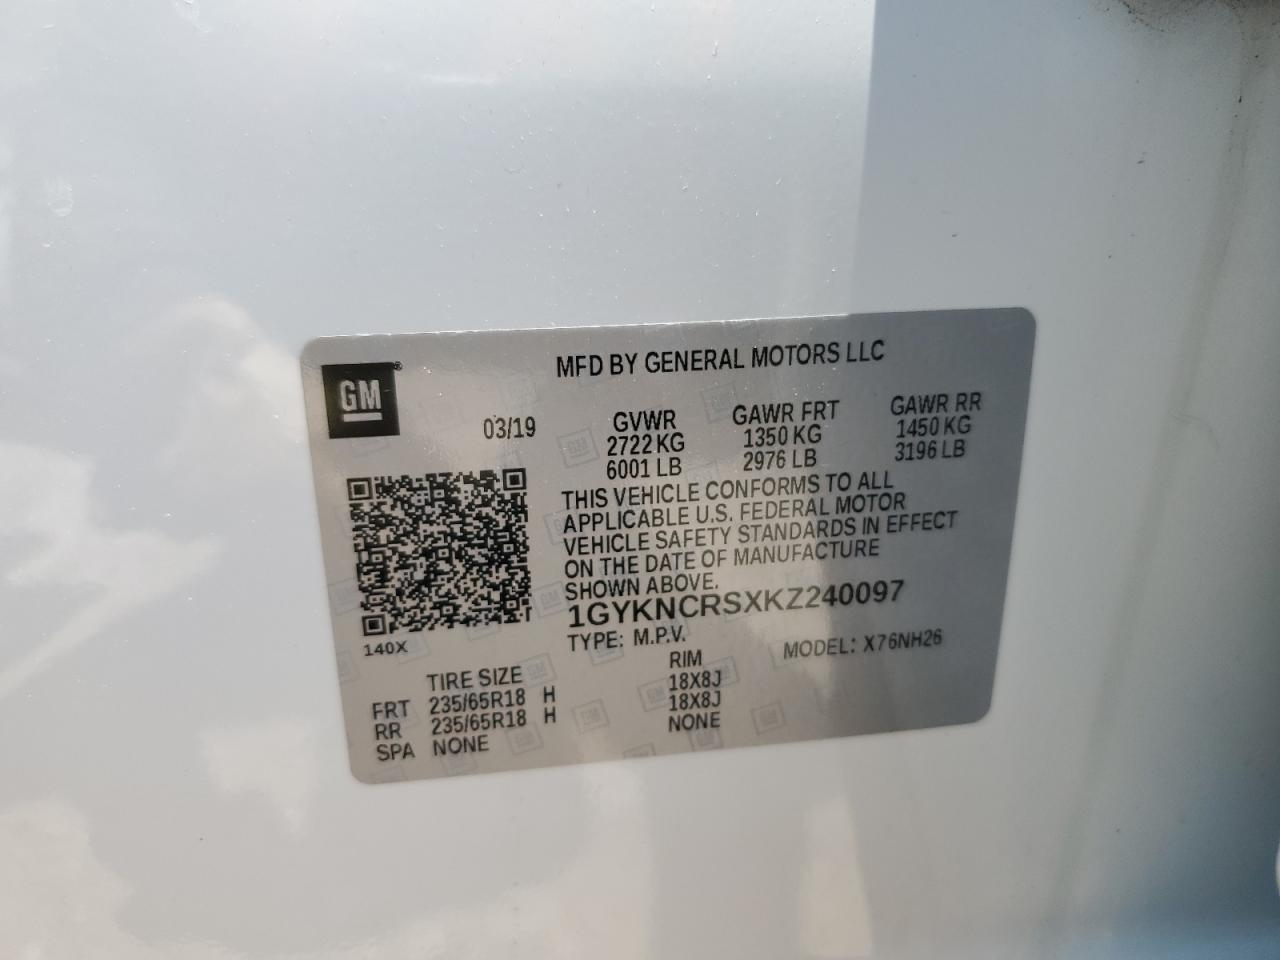 GM®
MFD BY GENERAL MOTORS LLC
03/19
GVWR GAWR FRT GAWR RR
2722 KG 1350 KG 1450 KG
6001 LB 2976 LB 3196 LB
THIS VEHICLE CONFORMS TO ALL
APPLICABLE U.S. FEDERAL MOTOR
VEHICLE SAFETY STANDARDS IN EFFECT
ON THE DATE OF MANUFACTURE
SHOWN ABOVE.
1GYKNCRSXKZ240097
140X
TYPE: M.P.V. MODEL: X76NH26
TIRE SIZE RIM
FRT 235/65R18 H 18X8J
RR 235/65R18 H 18X8J
SPA NONE NONE